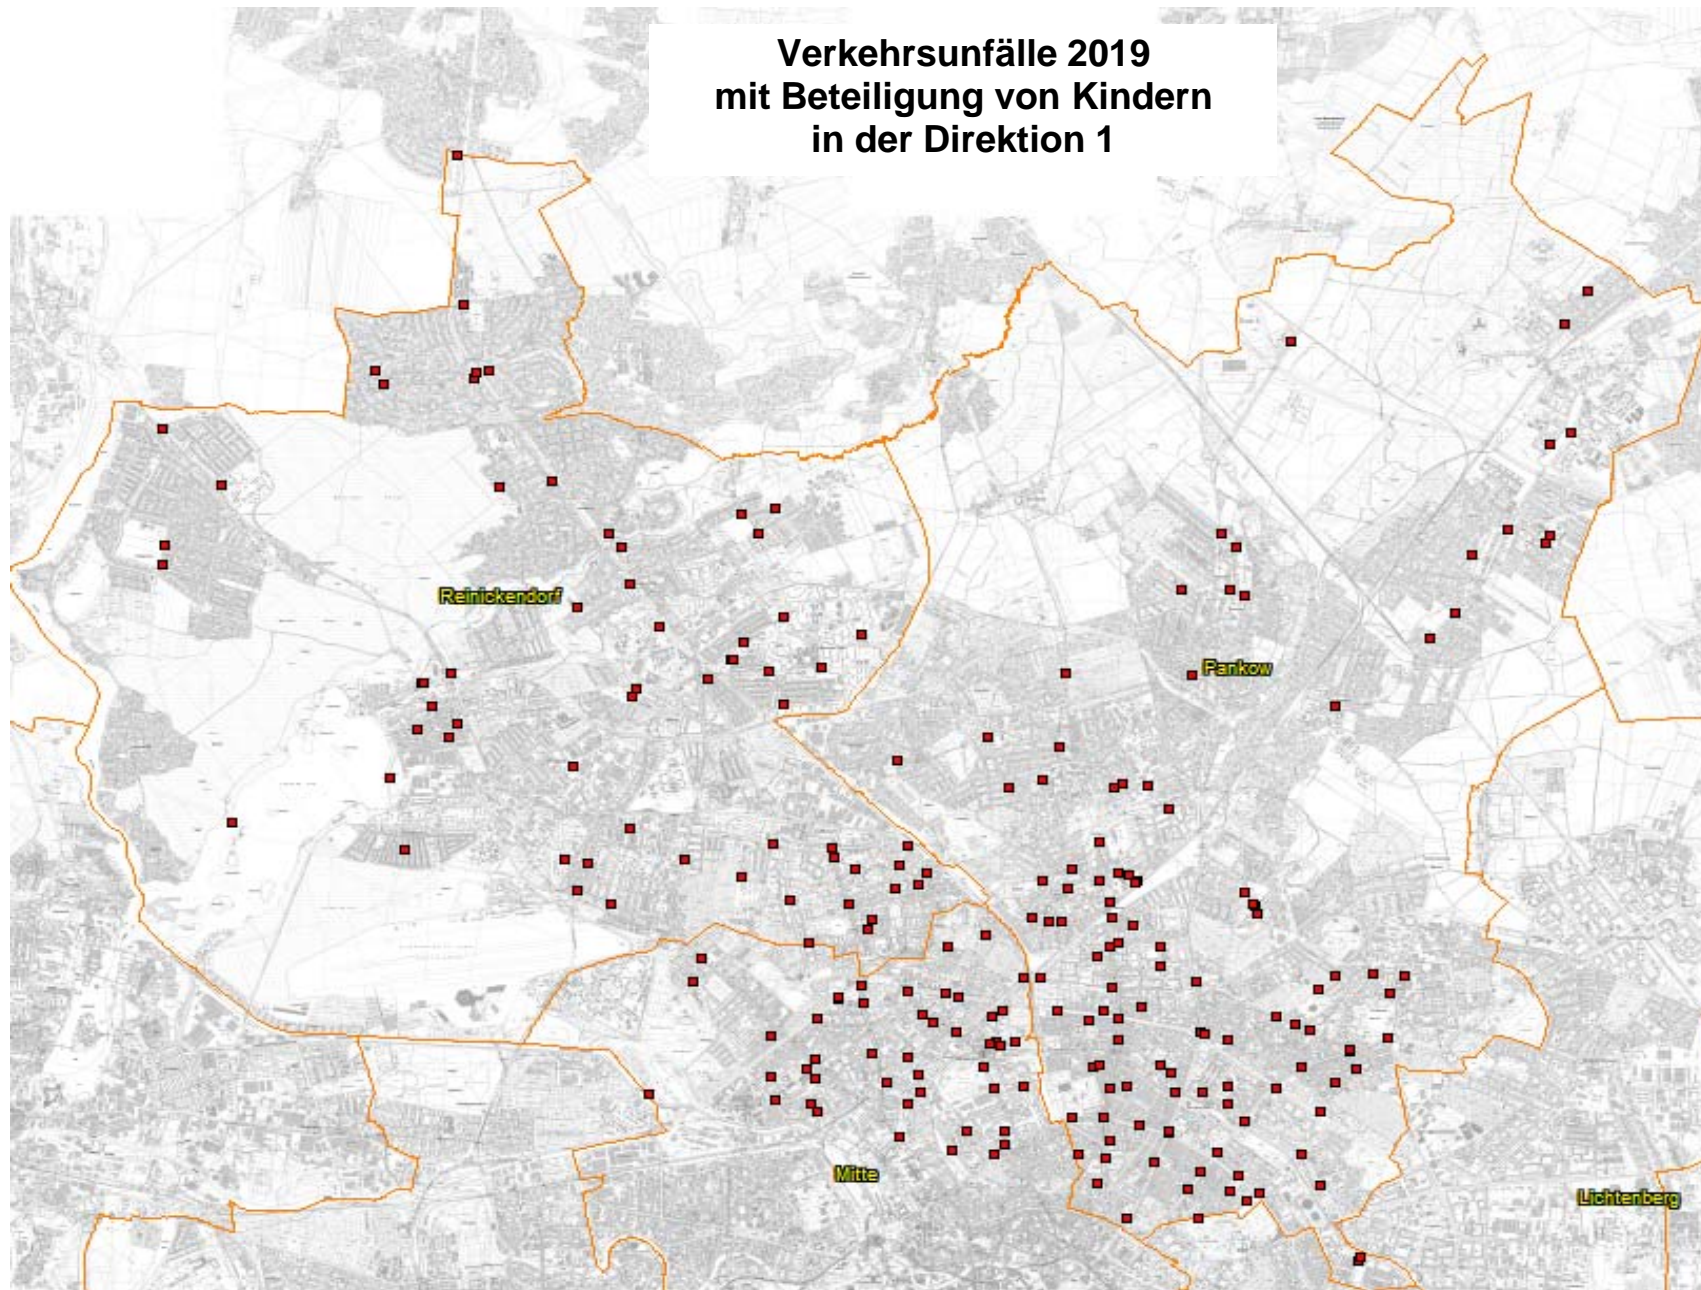 Verkehrsunfälle 2019
mit Beteiligung von Kindern
in der Direktion 1
Reinickendorf
Pankow
Mitte
Lichtenberg